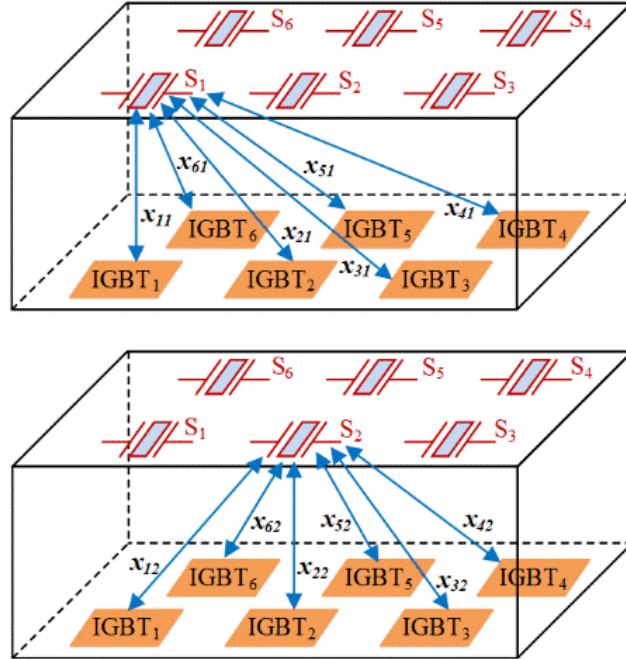 S₆ S₅ S₄
S₁ S₂ S₃
x₆₁ x₅₁
x₁₁ x₂₁ x₄₁
IGBT₆ IGBT₅ IGBT₄
x₃₁
IGBT₁ IGBT₂ IGBT₃
S₆ S₅ S₄
S₁ S₂ S₃
x₆₂ x₅₂ x₄₂
x₁₂ x₂₂ x₃₂
IGBT₆ IGBT₅ IGBT₄
IGBT₁ IGBT₂ IGBT₃